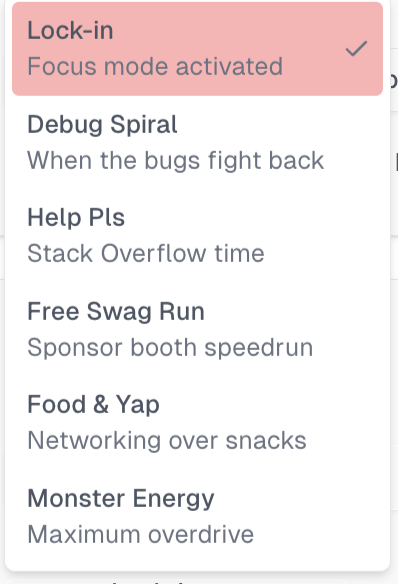 Lock-in
Focus mode activated
Debug Spiral
When the bugs fight back
Help Pls
Stack Overflow time
Free Swag Run
Sponsor booth speedrun
Food & Yap
Networking over snacks
Monster Energy
Maximum overdrive